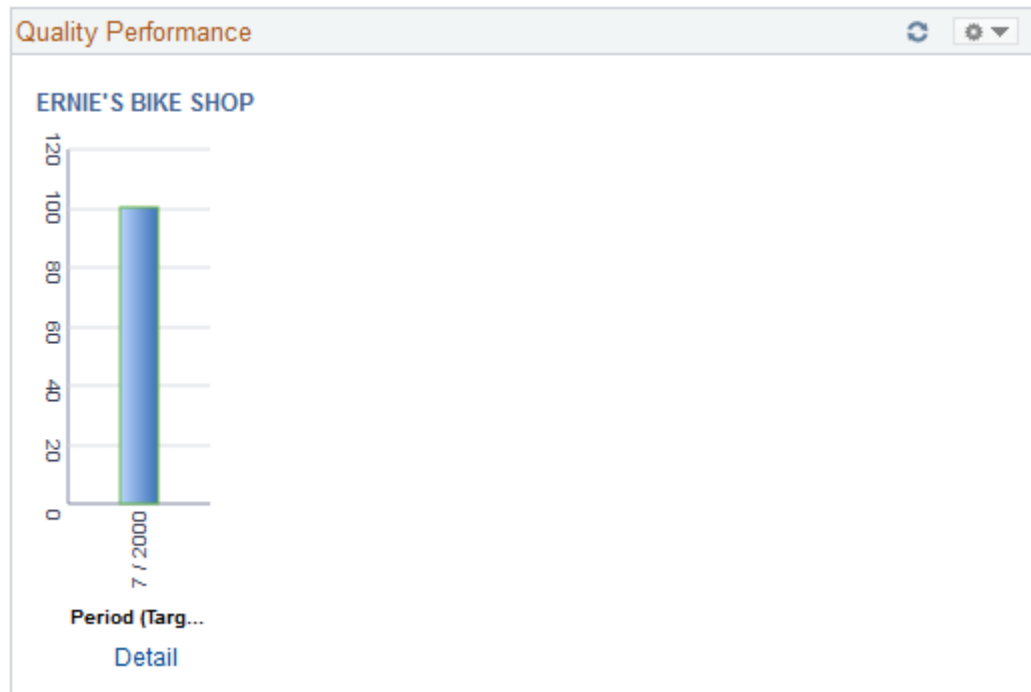 Quality Performance
ERNIE'S BIKE SHOP
120
100
80
60
40
20
0
7 / 2000
Period (Targ...
Detail